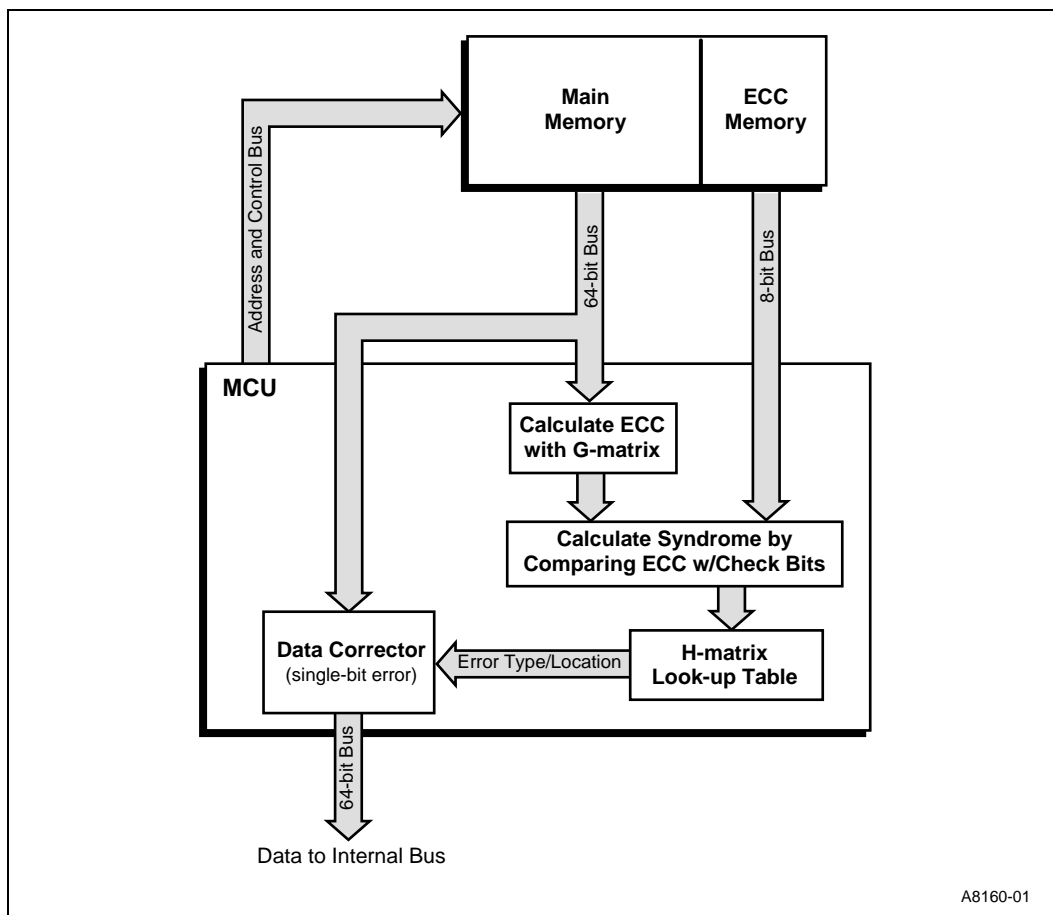 Main
Memory
ECC
Memory
Address and Control Bus
64-bit Bus
8-bit Bus
MCU
Calculate ECC
with G-matrix
Calculate Syndrome by
Comparing ECC w/Check Bits
Data Corrector
(single-bit error)
Error Type/Location
H-matrix
Look-up Table
64-bit Bus
Data to Internal Bus
A8160-01